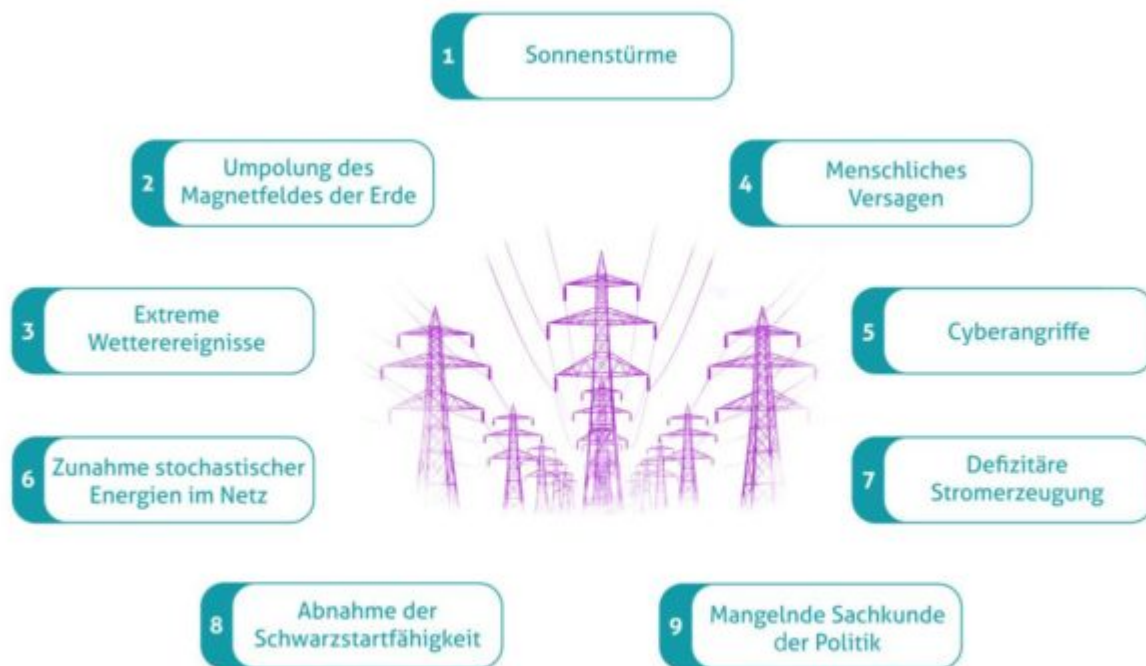 1 Sonnenstürme
2 Umpolung des
Magnetfeldes der Erde
3 Extreme
Wetterereignisse
4 Menschliches
Versagen
5 Cyberangriffe
6 Zunahme stochastischer
Energien im Netz
7 Defizitäre
Stromerzeugung
8 Abnahme der
Schwarzstartfähigkeit
9 Mangelnde Sachkunde
der Politik